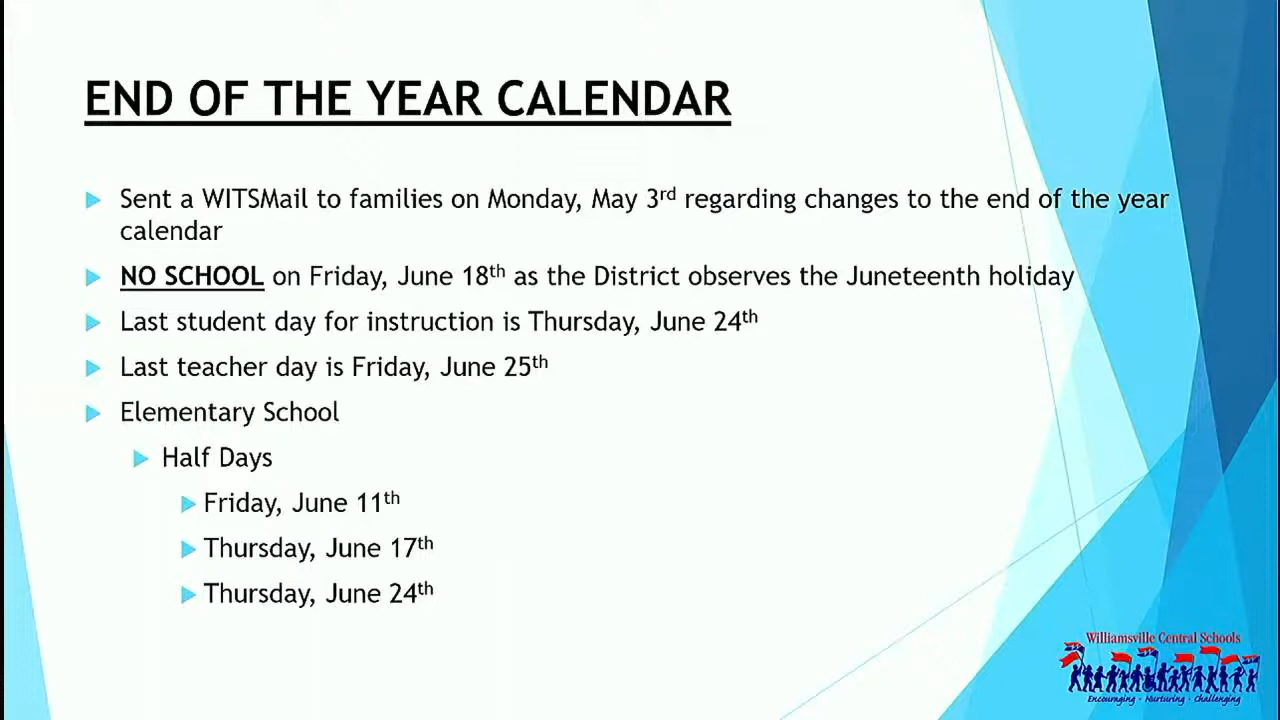 END OF THE YEAR CALENDAR
Sent a WITSMail to families on Monday, May 3rd regarding changes to the end of the year
calendar
NO SCHOOL on Friday, June 18th as the District observes the Juneteenth holiday
Last student day for instruction is Thursday, June 24th
Last teacher day is Friday, June 25th
Elementary School
Half Days
Friday, June 11th
Thursday, June 17th
Thursday, June 24th
Williamsville Central Schools
Encouraging - Nurturing - Challenging